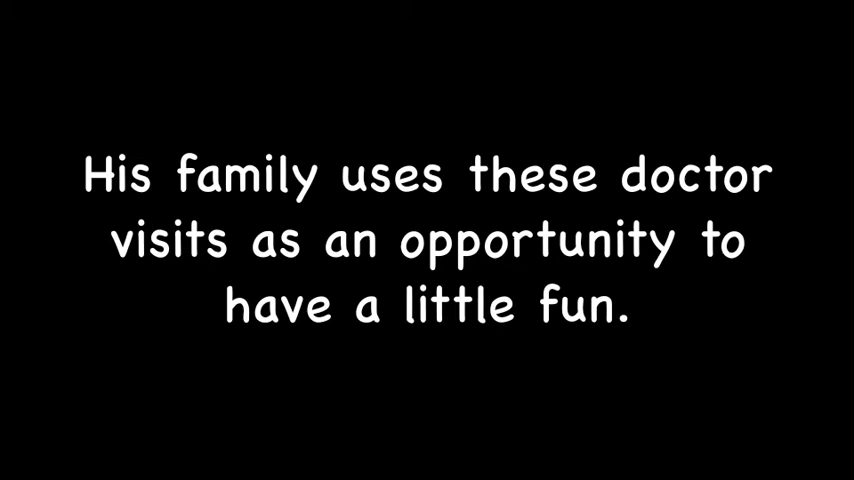 His family uses these doctor
visits as an opportunity to
have a little fun.